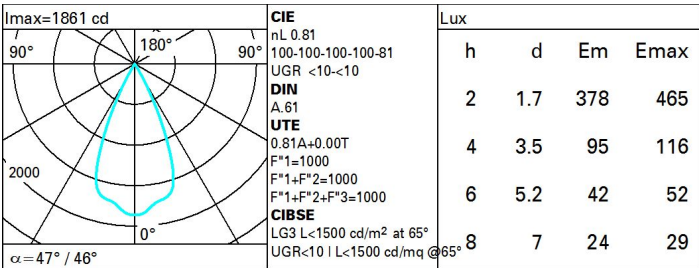 Imax=1861 cd
90°
180°
90°
2000
0°
α=47° / 46°
CIE
nL 0.81
100-100-100-100-81
UGR <10-<10
DIN
A.61
UTE
0.81A+0.00T
F"1=1000
F"1+F"2=1000
F"1+F"2+F"3=1000
CIBSE
LG3 L<1500 cd/m² at 65°
UGR<10 | L<1500 cd/mq @65°
Lux
h d Em Emax
2 1.7 378 465
4 3.5 95 116
6 5.2 42 52
8 7 24 29